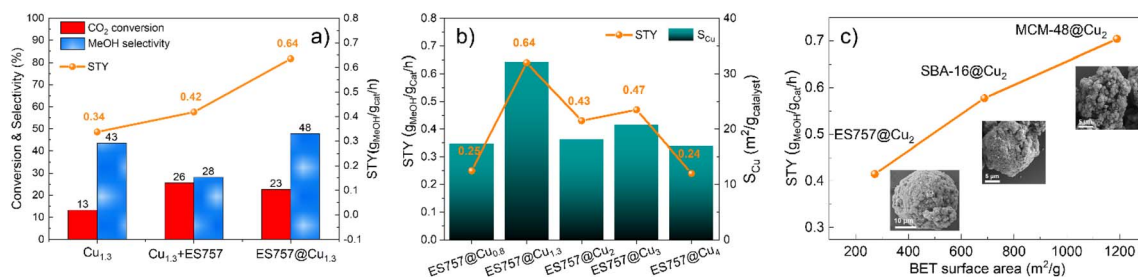 CO2 conversion
MeOH selectivity
STY
a)
Conversion & Selectivity (%)
100
90
80
70
60
50
40
30
20
10
0
0.34
0.42
0.64
13
43
26
28
23
48
Cu1.3
Cu1.3+ES757
ES757@Cu1.3
0.8
0.7
0.6
0.5
0.4
0.3
0.2
0.1
0.0
-0.1
STY(gMeOH/gcat/h)
b)
STY
SCu
STY (gMeOH/gCat/h)
0.8
0.7
0.6
0.5
0.4
0.3
0.2
0.1
0.0
0.25
0.64
0.43
0.47
0.24
ES757@Cu0.8
ES757@Cu1.3
ES757@Cu2
ES757@Cu3
ES757@Cu4
40
30
20
10
0
SCu (m2/gcatalyst)
c)
STY (gMeOH/gCat/h)
0.7
0.6
0.5
0.4
0.3
MCM-48@Cu2
SBA-16@Cu2
ES757@Cu2
10 µm
5 µm
5 µm
200
400
600
800
1000
1200
BET surface area (m2/g)